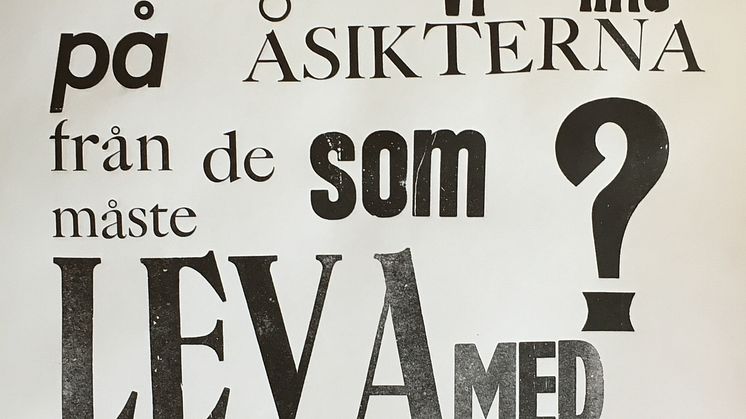 på ÅSIKTERNA
från de som ?
måste
LEVA MED